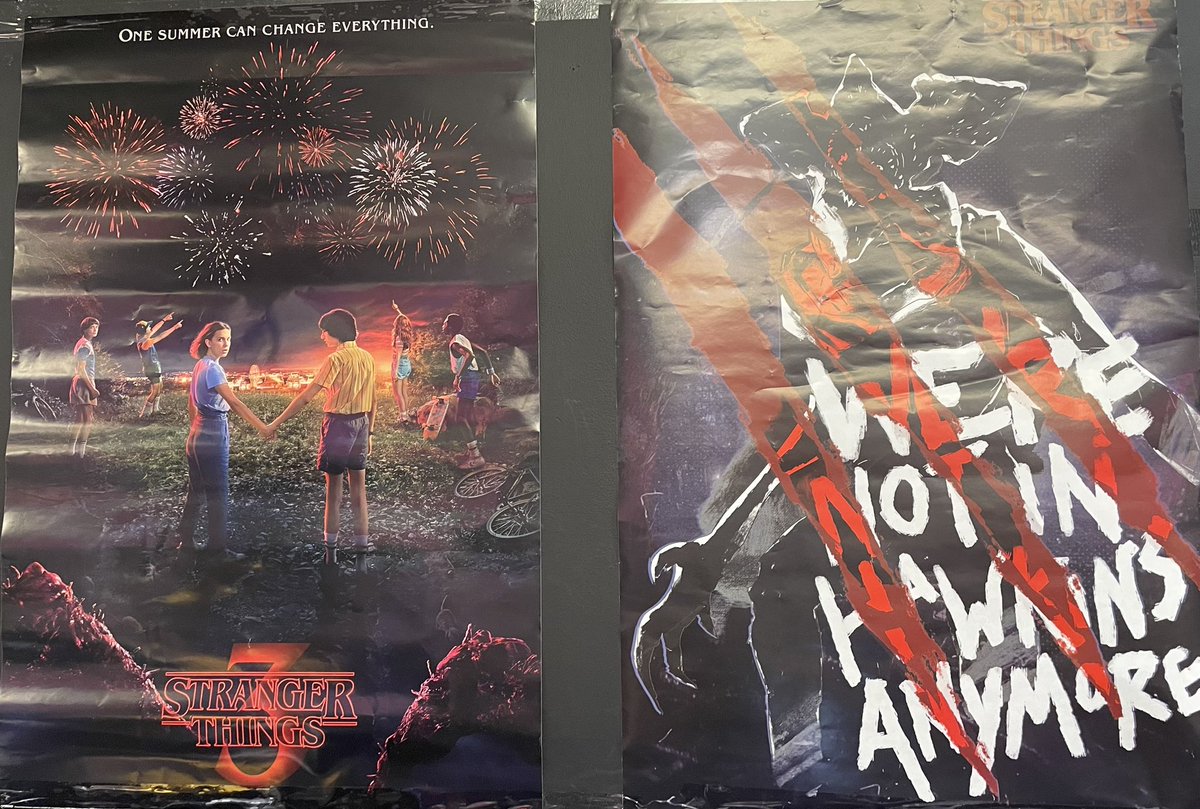 ONE SUMMER CAN CHANGE EVERYTHING.
3
STRANGER
THINGS
STRANGER
THINGS
WE'RE
NOT IN
HAWKINS
ANYMORE